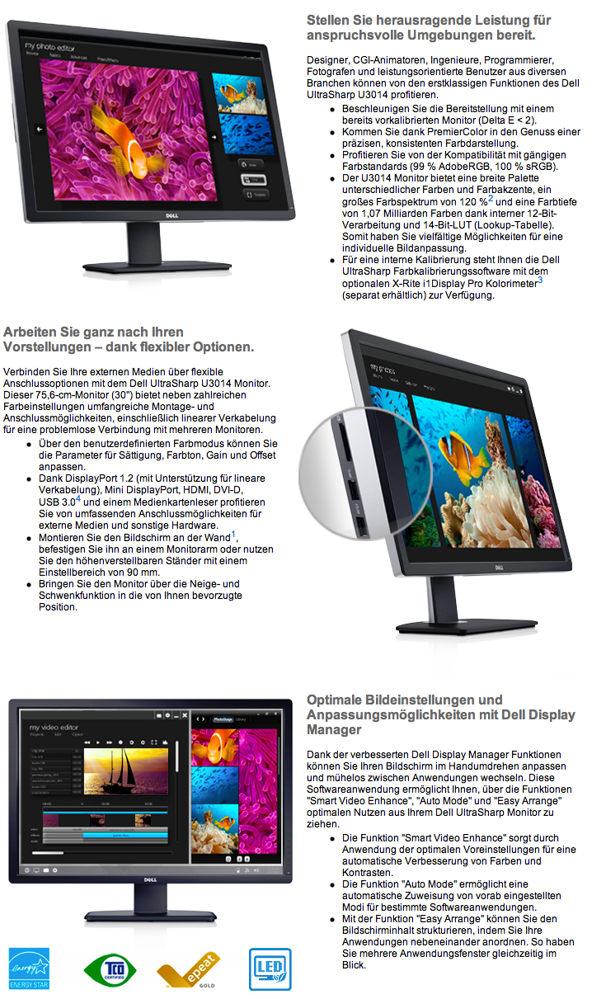 my photo editor
DELL
Stellen Sie herausragende Leistung für
anspruchsvolle Umgebungen bereit.
Designer, CGI-Animatoren, Ingenieure, Programmierer,
Fotografen und leistungsorientierte Benutzer aus diversen
Branchen können von den erstklassigen Funktionen des Dell
UltraSharp U3014 profitieren.
Beschleunigen Sie die Bereitstellung mit einem
bereits vorkalibrierten Monitor (Delta E < 2).
Kommen Sie dank PremierColor in den Genuss einer
präzisen, konsistenten Farbdarstellung.
Profitieren Sie von der Kompatibilität mit gängigen
Farbstandards (99 % AdobeRGB, 100 % sRGB).
Der U3014 Monitor bietet eine breite Palette
unterschiedlicher Farben und Farbakzente, ein
großes Farbspektrum von 120 %2 und eine Farbtiefe
von 1,07 Milliarden Farben dank interner 12-Bit-
Verarbeitung und 14-Bit-LUT (Lookup-Tabelle).
Somit haben Sie vielfältige Möglichkeiten für eine
individuelle Bildanpassung.
Für eine interne Kalibrierung steht Ihnen die Dell
UltraSharp Farbkalibrierungssoftware mit dem
optionalen X-Rite i1Display Pro Kolorimeter3
(separat erhältlich) zur Verfügung.
Arbeiten Sie ganz nach Ihren
Vorstellungen – dank flexibler Optionen.
Verbinden Sie Ihre externen Medien über flexible
Anschlussoptionen mit dem Dell UltraSharp U3014 Monitor.
Dieser 75,6-cm-Monitor (30") bietet neben zahlreichen
Farbeinstellungen umfangreiche Montage- und
Anschlussmöglichkeiten, einschließlich linearer Verkabelung
für eine problemlose Verbindung mit mehreren Monitoren.
Über den benutzerdefinierten Farbmodus können Sie
die Parameter für Sättigung, Farbton, Gain und Offset
anpassen.
Dank DisplayPort 1.2 (mit Unterstützung für lineare
Verkabelung), Mini DisplayPort, HDMI, DVI-D,
USB 3.04 und einem Medienkartenleser profitieren
Sie von umfassenden Anschlussmöglichkeiten für
externe Medien und sonstige Hardware.
Montieren Sie den Bildschirm an der Wand1,
befestigen Sie ihn an einem Monitorarm oder nutzen
Sie den höhenverstellbaren Ständer mit einem
Einstellbereich von 90 mm.
Bringen Sie den Monitor über die Neige- und
Schwenkfunktion in die von Ihnen bevorzugte
Position.
my photos
DELL
my video editor
PhotoStage
Library
DELL
Optimale Bildeinstellungen und
Anpassungsmöglichkeiten mit Dell Display
Manager
Dank der verbesserten Dell Display Manager Funktionen
können Sie Ihren Bildschirm im Handumdrehen anpassen
und mühelos zwischen Anwendungen wechseln. Diese
Softwareanwendung ermöglicht Ihnen, über die Funktionen
"Smart Video Enhance", "Auto Mode" und "Easy Arrange"
optimalen Nutzen aus Ihrem Dell UltraSharp Monitor zu
ziehen.
Die Funktion "Smart Video Enhance" sorgt durch
Anwendung der optimalen Voreinstellungen für eine
automatische Verbesserung von Farben und
Kontrasten.
Die Funktion "Auto Mode" ermöglicht eine
automatische Zuweisung von vorab eingestellten
Modi für bestimmte Softwareanwendungen.
Mit der Funktion "Easy Arrange" können Sie den
Bildschirminhalt strukturieren, indem Sie Ihre
Anwendungen nebeneinander anordnen. So haben
Sie mehrere Anwendungsfenster gleichzeitig im
Blick.
energy
ENERGY STAR
TCO
CERTIFIED
epeat
GOLD
LED